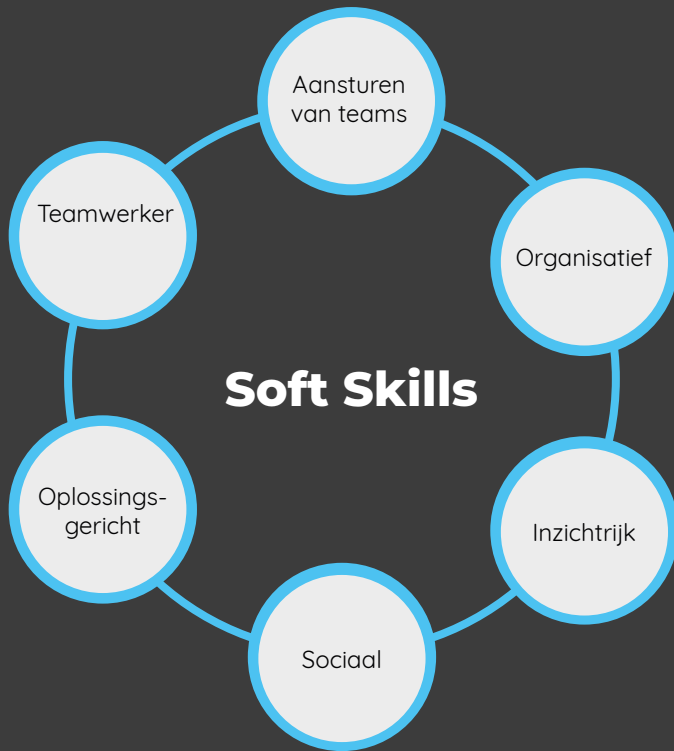 Aansturen
van teams
Teamwerker
Organisatief
Soft Skills
Oplossings-
gericht
Inzichtrijk
Sociaal